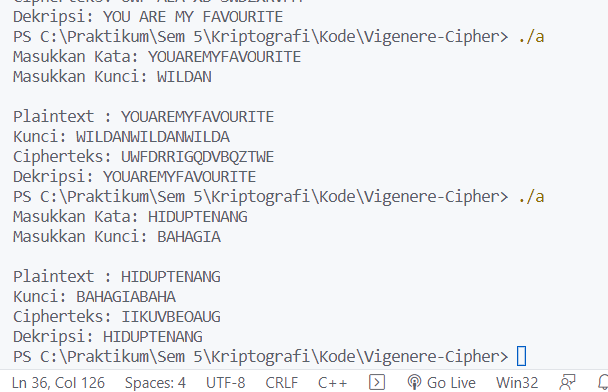 Dekripsi: YOU ARE MY FAVOURITE
PS C:\Praktikum\Sem 5\Kriptografi\Kode\Vigenere-Cipher> ./a
Masukkan Kata: YOUAREMYFAVOURITE
Masukkan Kunci: WILDAN

Plaintext : YOUAREMYFAVOURITE
Kunci: WILDANWILDANWILDA
Cipherteks: UWFDRRIGQDVBQZTWE
Dekripsi: YOUAREMYFAVOURITE
PS C:\Praktikum\Sem 5\Kriptografi\Kode\Vigenere-Cipher> ./a
Masukkan Kata: HIDUPTENANG
Masukkan Kunci: BAHAGIA

Plaintext : HIDUPTENANG
Kunci: BAHAGIABAHA
Cipherteks: IIKUVBEOAUG
Dekripsi: HIDUPTENANG
PS C:\Praktikum\Sem 5\Kriptografi\Kode\Vigenere-Cipher>
Ln 36, Col 126 Spaces: 4 UTF-8 CRLF C++ Go Live Win32